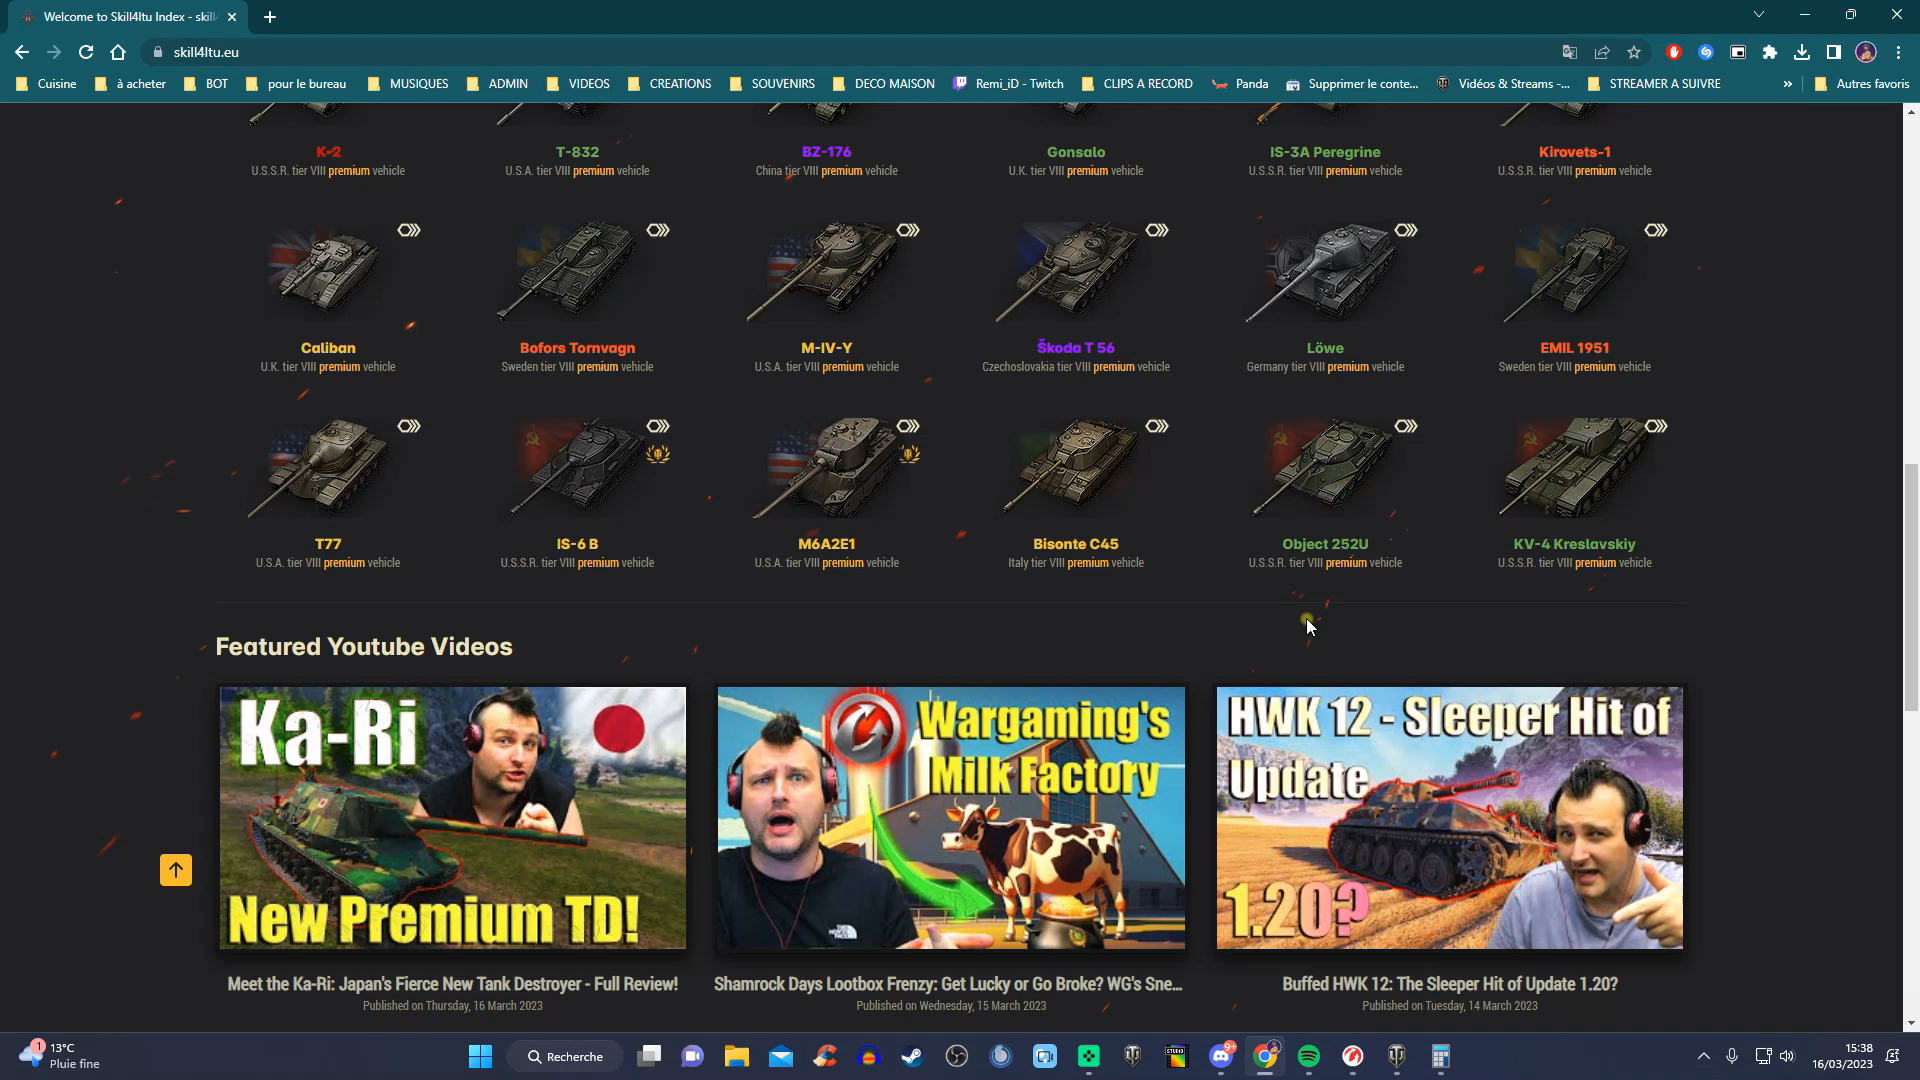 Welcome to Skill4ltu Index - skill
skill4ltu.eu
Cuisine
à acheter
BOT
pour le bureau
MUSIQUES
ADMIN
VIDEOS
CREATIONS
SOUVENIRS
DECO MAISON
Remi_iD - Twitch
CLIPS A RECORD
Panda
Supprimer le conte...
Vidéos & Streams -...
STREAMER A SUIVRE
»
Autres favoris
K-2
T-832
BZ-176
Gonsalo
IS-3A Peregrine
Kirovets-1
U.S.S.R. tier VIII premium vehicle
U.S.A. tier VIII premium vehicle
China tier VIII premium vehicle
U.K. tier VIII premium vehicle
U.S.S.R. tier VIII premium vehicle
U.S.S.R. tier VIII premium vehicle
Caliban
Bofors Tornvagn
M-IV-Y
Škoda T 56
Löwe
EMIL 1951
U.K. tier VIII premium vehicle
Sweden tier VIII premium vehicle
U.S.A. tier VIII premium vehicle
Czechoslovakia tier VIII premium vehicle
Germany tier VIII premium vehicle
Sweden tier VIII premium vehicle
T77
IS-6 B
M6A2E1
Bisonte C45
Object 252U
KV-4 Kreslavskiy
U.S.A. tier VIII premium vehicle
U.S.S.R. tier VIII premium vehicle
U.S.A. tier VIII premium vehicle
Italy tier VIII premium vehicle
U.S.S.R. tier VIII premium vehicle
U.S.S.R. tier VIII premium vehicle
Featured Youtube Videos
Ka-Ri
New Premium TD!
Wargaming's
Milk Factory
THE NORTH FACE
HWK 12 - Sleeper Hit of
Update
1.20?
Meet the Ka-Ri: Japan's Fierce New Tank Destroyer - Full Review!
Published on Thursday, 16 March 2023
Shamrock Days Lootbox Frenzy: Get Lucky or Go Broke? WG's Sne...
Published on Wednesday, 15 March 2023
Buffed HWK 12: The Sleeper Hit of Update 1.20?
Published on Tuesday, 14 March 2023
1
13°C
Pluie fine
Recherche
STUDIO
9+
15:38
16/03/2023